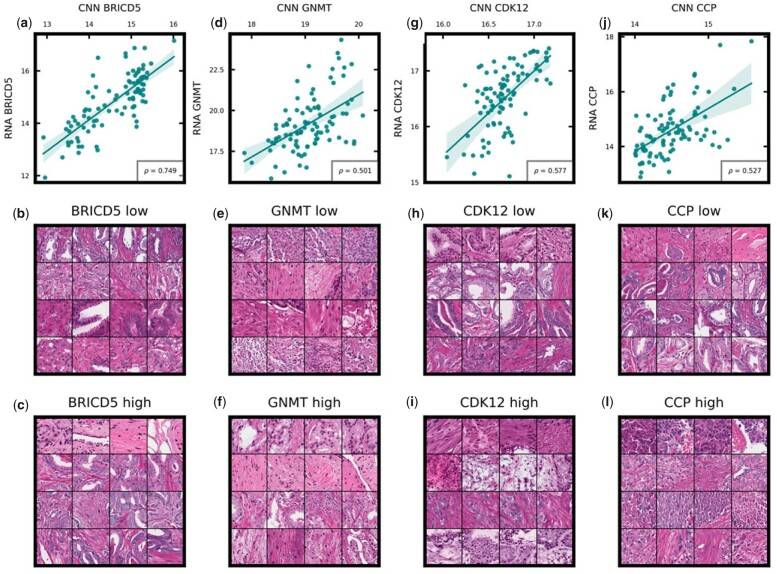 (a) CNN BRICD5
13 14 15 16
RNA BRICD5
16
14
12
ρ = 0.749
(d) CNN GNMT
18 19 20
RNA GNMT
22.5
20.0
17.5
ρ = 0.501
(g) CNN CDK12
16.0 16.5 17.0
RNA CDK12
17
16
15
ρ = 0.577
(j) CNN CCP
14 15
RNA CCP
18
16
14
ρ = 0.527
(b) BRICD5 low
(e) GNMT low
(h) CDK12 low
(k) CCP low
(c) BRICD5 high
(f) GNMT high
(i) CDK12 high
(l) CCP high